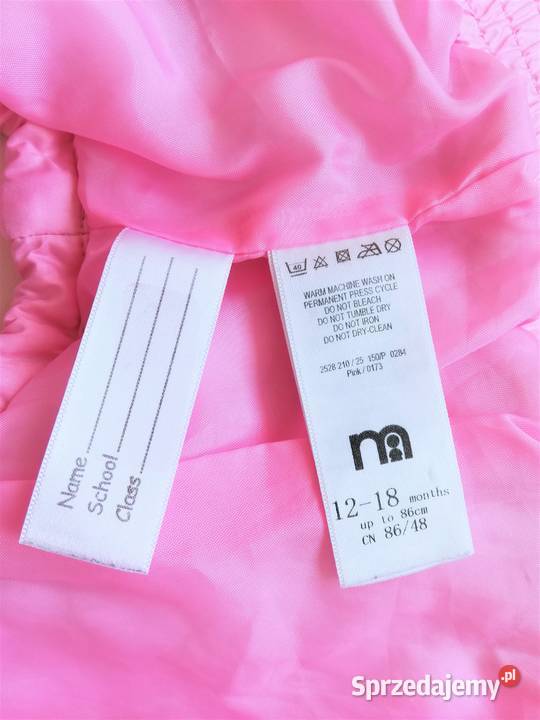 Name
School
Class
40
WARM MACHINE WASH ON
PERMANENT PRESS CYCLE
DO NOT BLEACH
DO NOT TUMBLE DRY
DO NOT IRON
DO NOT DRY-CLEAN
2528 210 / 25 150/P 0284
Pink / 0173
m
12-18 months
up to 86cm
CN 86/48
Sprzedajemy.pl